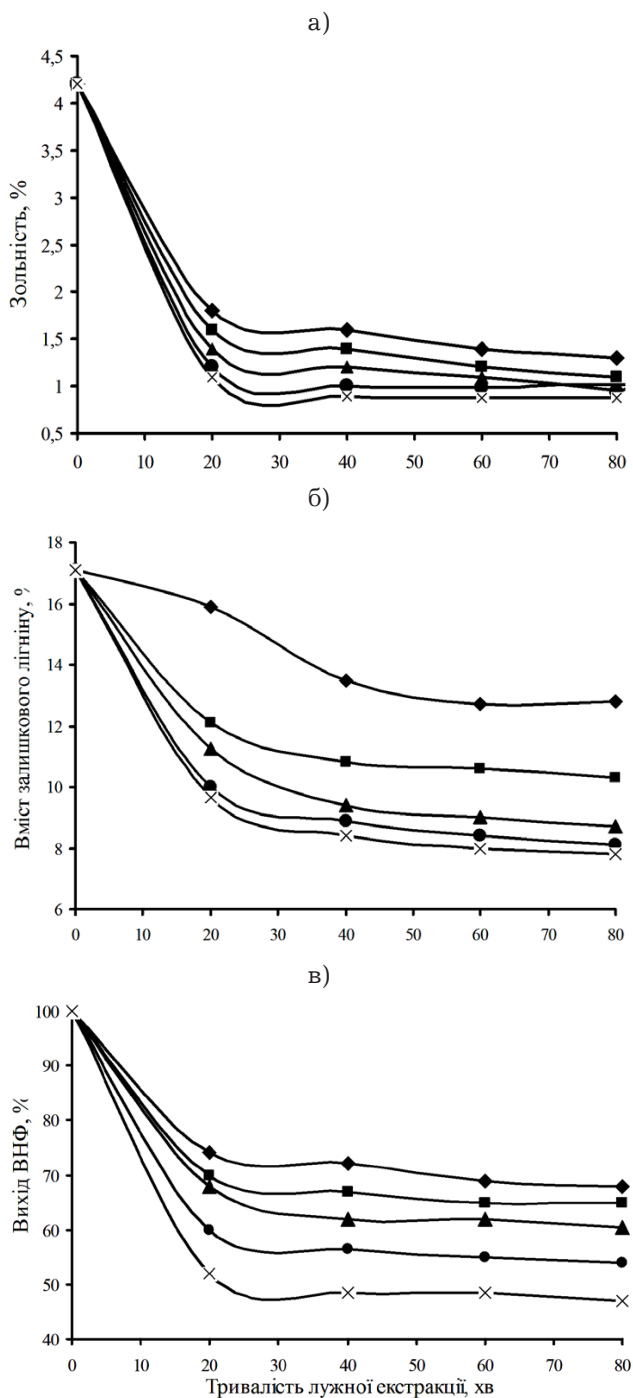 а)
4,5
4
3,5
3
2,5
2
1,5
1
0,5
Зольність, %
0 10 20 30 40 50 60 70 80
б)
18
16
14
12
10
8
6
Вміст залишкового лігніну, %
0 10 20 30 40 50 60 70 80
в)
100
90
80
70
60
50
40
Вихід ВНФ, %
0 10 20 30 40 50 60 70 80
Тривалість лужної екстракції, хв